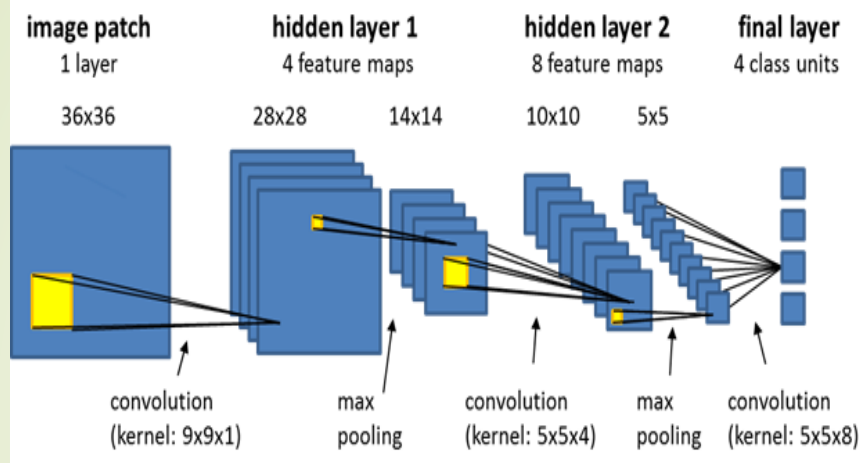 image patch
1 layer
36x36
hidden layer 1
4 feature maps
28x28
14x14
hidden layer 2
8 feature maps
10x10
5x5
final layer
4 class units
convolution
(kernel: 9x9x1)
max
pooling
convolution
(kernel: 5x5x4)
max
pooling
convolution
(kernel: 5x5x8)